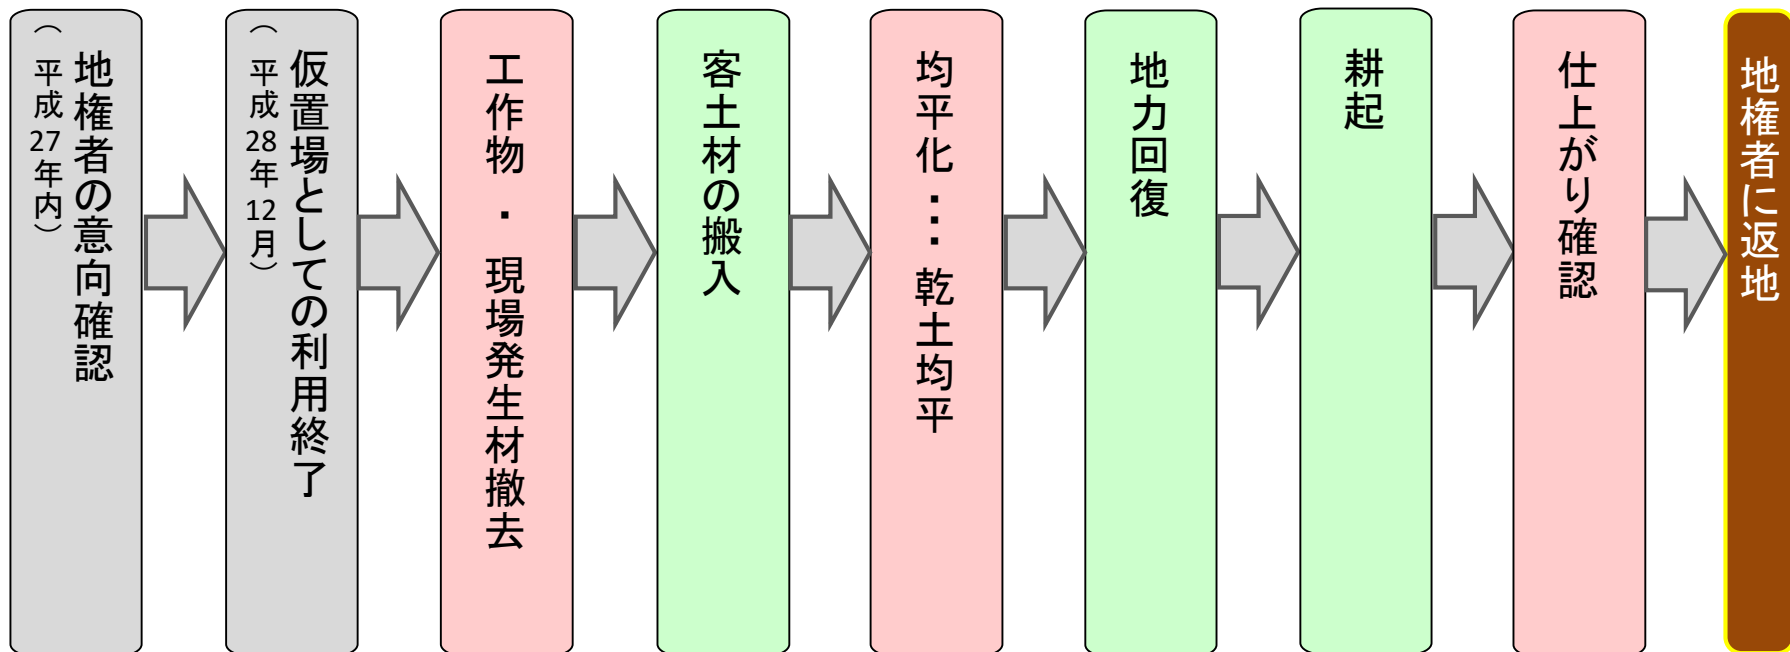 地権者の意向確認
（平成27年内）
仮置場としての利用終了
（平成28年12月）
工作物・現場発生材撤去
客土材の搬入
均平化…乾土均平
地力回復
耕起
仕上がり確認
地権者に返地